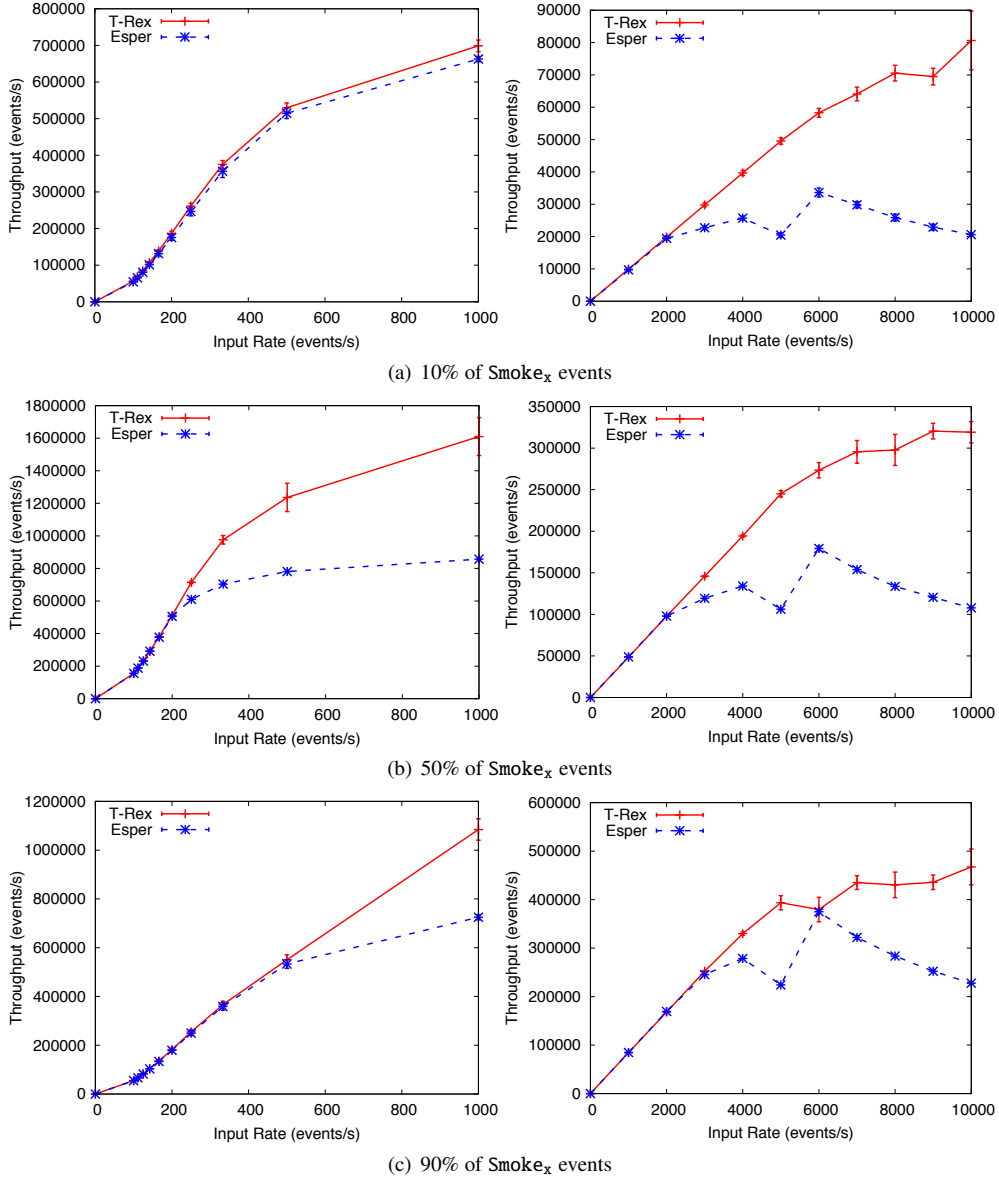 T-Rex
Esper
Throughput (events/s)
800000
700000
600000
500000
400000
300000
200000
100000
0
0 200 400 600 800 1000
Input Rate (events/s)
T-Rex
Esper
Throughput (events/s)
90000
80000
70000
60000
50000
40000
30000
20000
10000
0
0 2000 4000 6000 8000 10000
Input Rate (events/s)
(a) 10% of Smokex events
T-Rex
Esper
Throughput (events/s)
1800000
1600000
1400000
1200000
1000000
800000
600000
400000
200000
0
0 200 400 600 800 1000
Input Rate (events/s)
T-Rex
Esper
Throughput (events/s)
350000
300000
250000
200000
150000
100000
50000
0
0 2000 4000 6000 8000 10000
Input Rate (events/s)
(b) 50% of Smokex events
T-Rex
Esper
Throughput (events/s)
1200000
1000000
800000
600000
400000
200000
0
0 200 400 600 800 1000
Input Rate (events/s)
T-Rex
Esper
Throughput (events/s)
600000
500000
400000
300000
200000
100000
0
0 2000 4000 6000 8000 10000
Input Rate (events/s)
(c) 90% of Smokex events